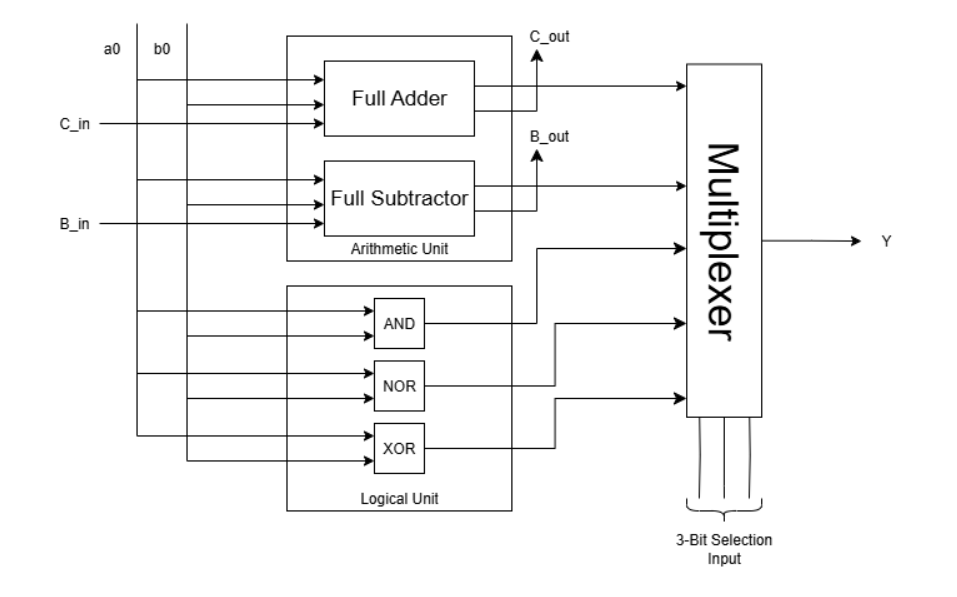 a0
b0
C_out
Full Adder
C_in
B_out
Full Subtractor
B_in
Arithmetic Unit
AND
NOR
XOR
Logical Unit
Multiplexer
Y
3-Bit Selection
Input